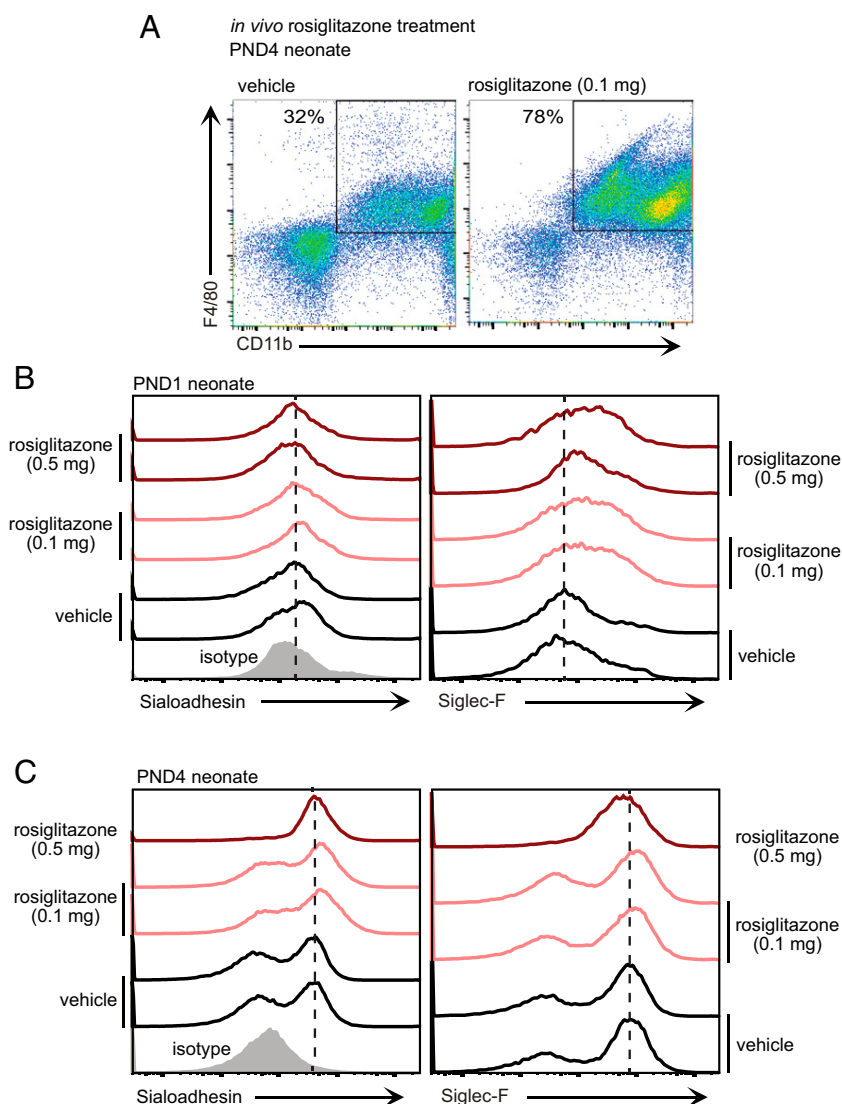 A
in vivo rosiglitazone treatment
PND4 neonate
vehicle
rosiglitazone (0.1 mg)
32%
78%
F4/80
CD11b
B
PND1 neonate
rosiglitazone
(0.5 mg)
rosiglitazone
(0.1 mg)
vehicle
isotype
Sialoadhesin
rosiglitazone
(0.5 mg)
rosiglitazone
(0.1 mg)
vehicle
Siglec-F
C
PND4 neonate
rosiglitazone
(0.5 mg)
rosiglitazone
(0.1 mg)
vehicle
isotype
Sialoadhesin
rosiglitazone
(0.5 mg)
rosiglitazone
(0.1 mg)
vehicle
Siglec-F